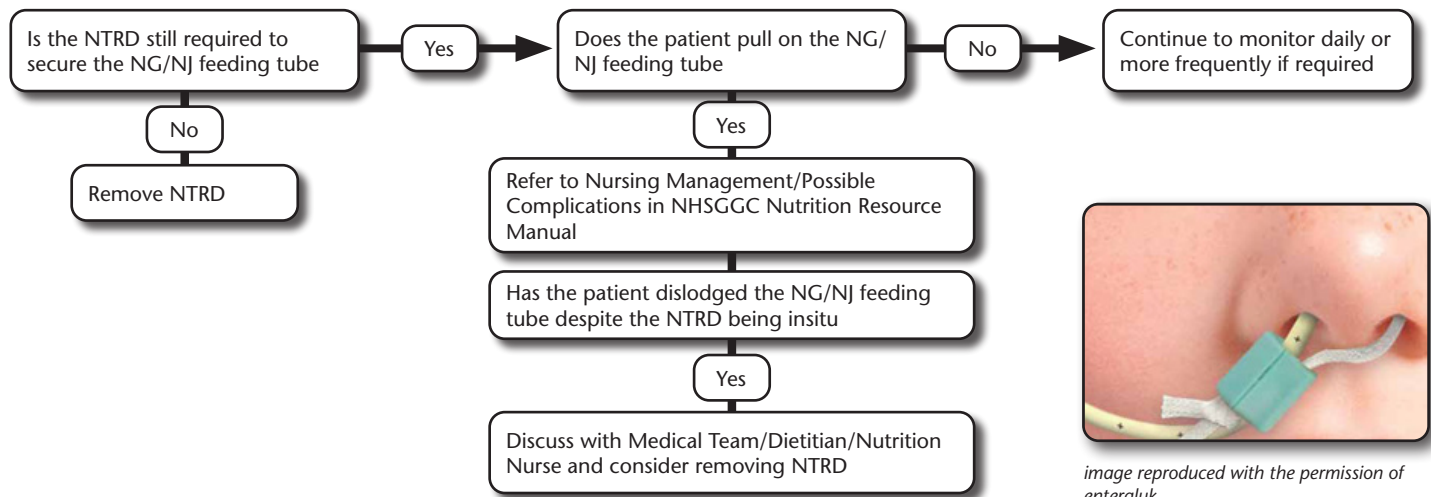 Is the NTRD still required to
secure the NG/NJ feeding tube
Yes
Does the patient pull on the NG/
NJ feeding tube
No
Continue to monitor daily or
more frequently if required
No
Remove NTRD
Yes
Refer to Nursing Management/Possible
Complications in NHSGGC Nutrition Resource
Manual
Has the patient dislodged the NG/NJ feeding
tube despite the NTRD being insitu
Yes
Discuss with Medical Team/Dietitian/Nutrition
Nurse and consider removing NTRD
image reproduced with the permission of
enteraluk